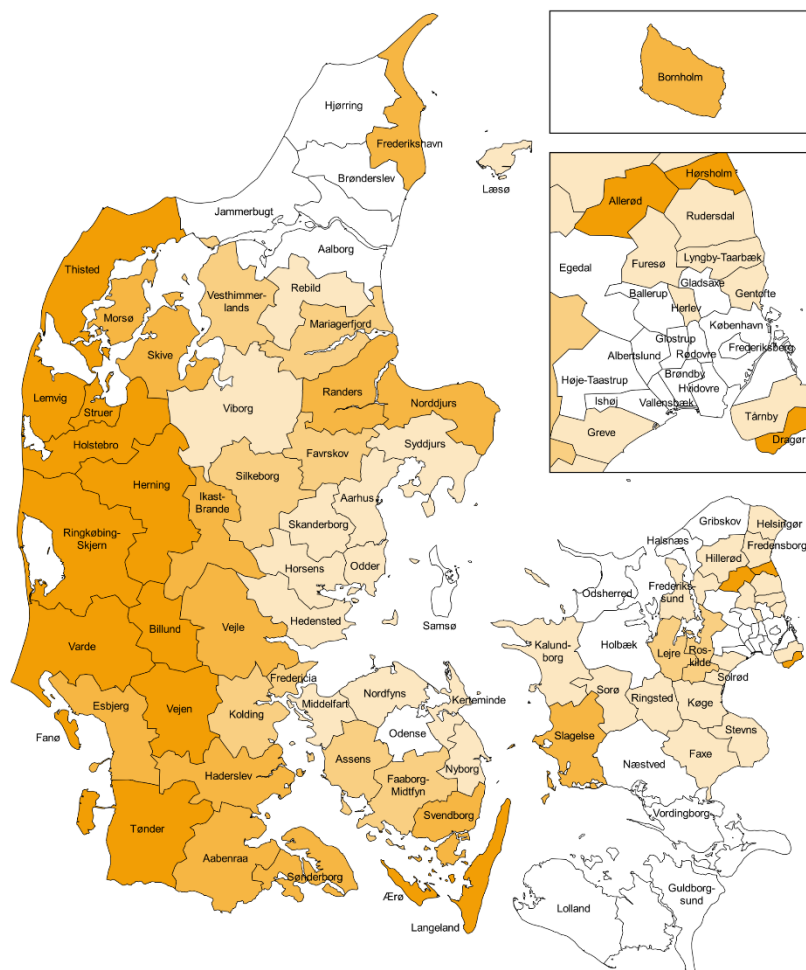 Bornholm
Hjørring
Frederikshavn
Brønderslev
Læsø
Jammerbugt
Aalborg
Thisted
Rebild
Vesthimmer-
lands
Morsø
Mariagerfjord
Skive
Lemvig
Struer
Randers
Norddjurs
Viborg
Holstebro
Syddjurs
Favrskov
Herning
Silkeborg
Ikast-
Brande
Aarhus
Skanderborg
Ringkøbing-
Skjern
Horsens
Odder
Hedensted
Samsø
Billund
Vejle
Varde
Fredericia
Vejen
Kolding
Middelfart
Nordfyns
Kerteminde
Esbjerg
Fanø
Odense
Assens
Nyborg
Haderslev
Faaborg-
Midtfyn
Svendborg
Tønder
Aabenraa
Sønderborg
Ærø
Langeland
Hørsholm
Allerød
Rudersdal
Lyngby-Taarbæk
Furesø
Egedal
Gladsaxe
Ballerup
Gentofte
Herlev
København
Glostrup
Frederiksberg
Albertslund
Rødovre
Brøndby
Høje-Taastrup
Hvidovre
Ishøj
Vallensbæk
Tårnby
Greve
Dragør
Gribskov
Helsingør
Halsnæs
Fredensborg
Hillerød
Odsherred
Frederiks-
sund
Kalund-
borg
Holbæk
Lejre
Ros-
kilde
Solrød
Sorø
Ringsted
Køge
Stevns
Slagelse
Faxe
Næstved
Vordingborg
Guldborg-
sund
Lolland